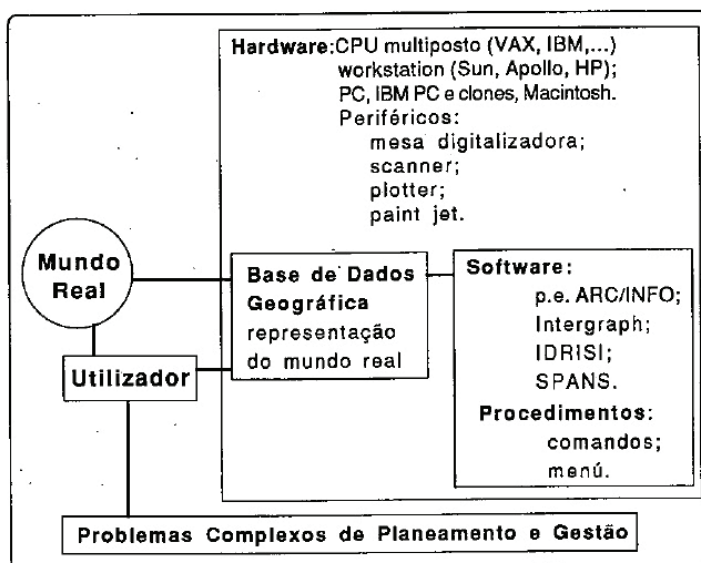 Hardware:CPU multiposto (VAX, IBM,...)
workstation (Sun, Apollo, HP);
PC, IBM PC e clones, Macintosh.
Periféricos:
mesa digitalizadora;
scanner;
plotter;
paint jet.
Mundo
Real
Base de Dados
Geográfica
representação
do mundo real
Software:
p.e. ARC/INFO;
Intergraph;
IDRISI;
SPANS.
Procedimentos:
comandos;
menú.
Utilizador
Problemas Complexos de Planeamento e Gestão